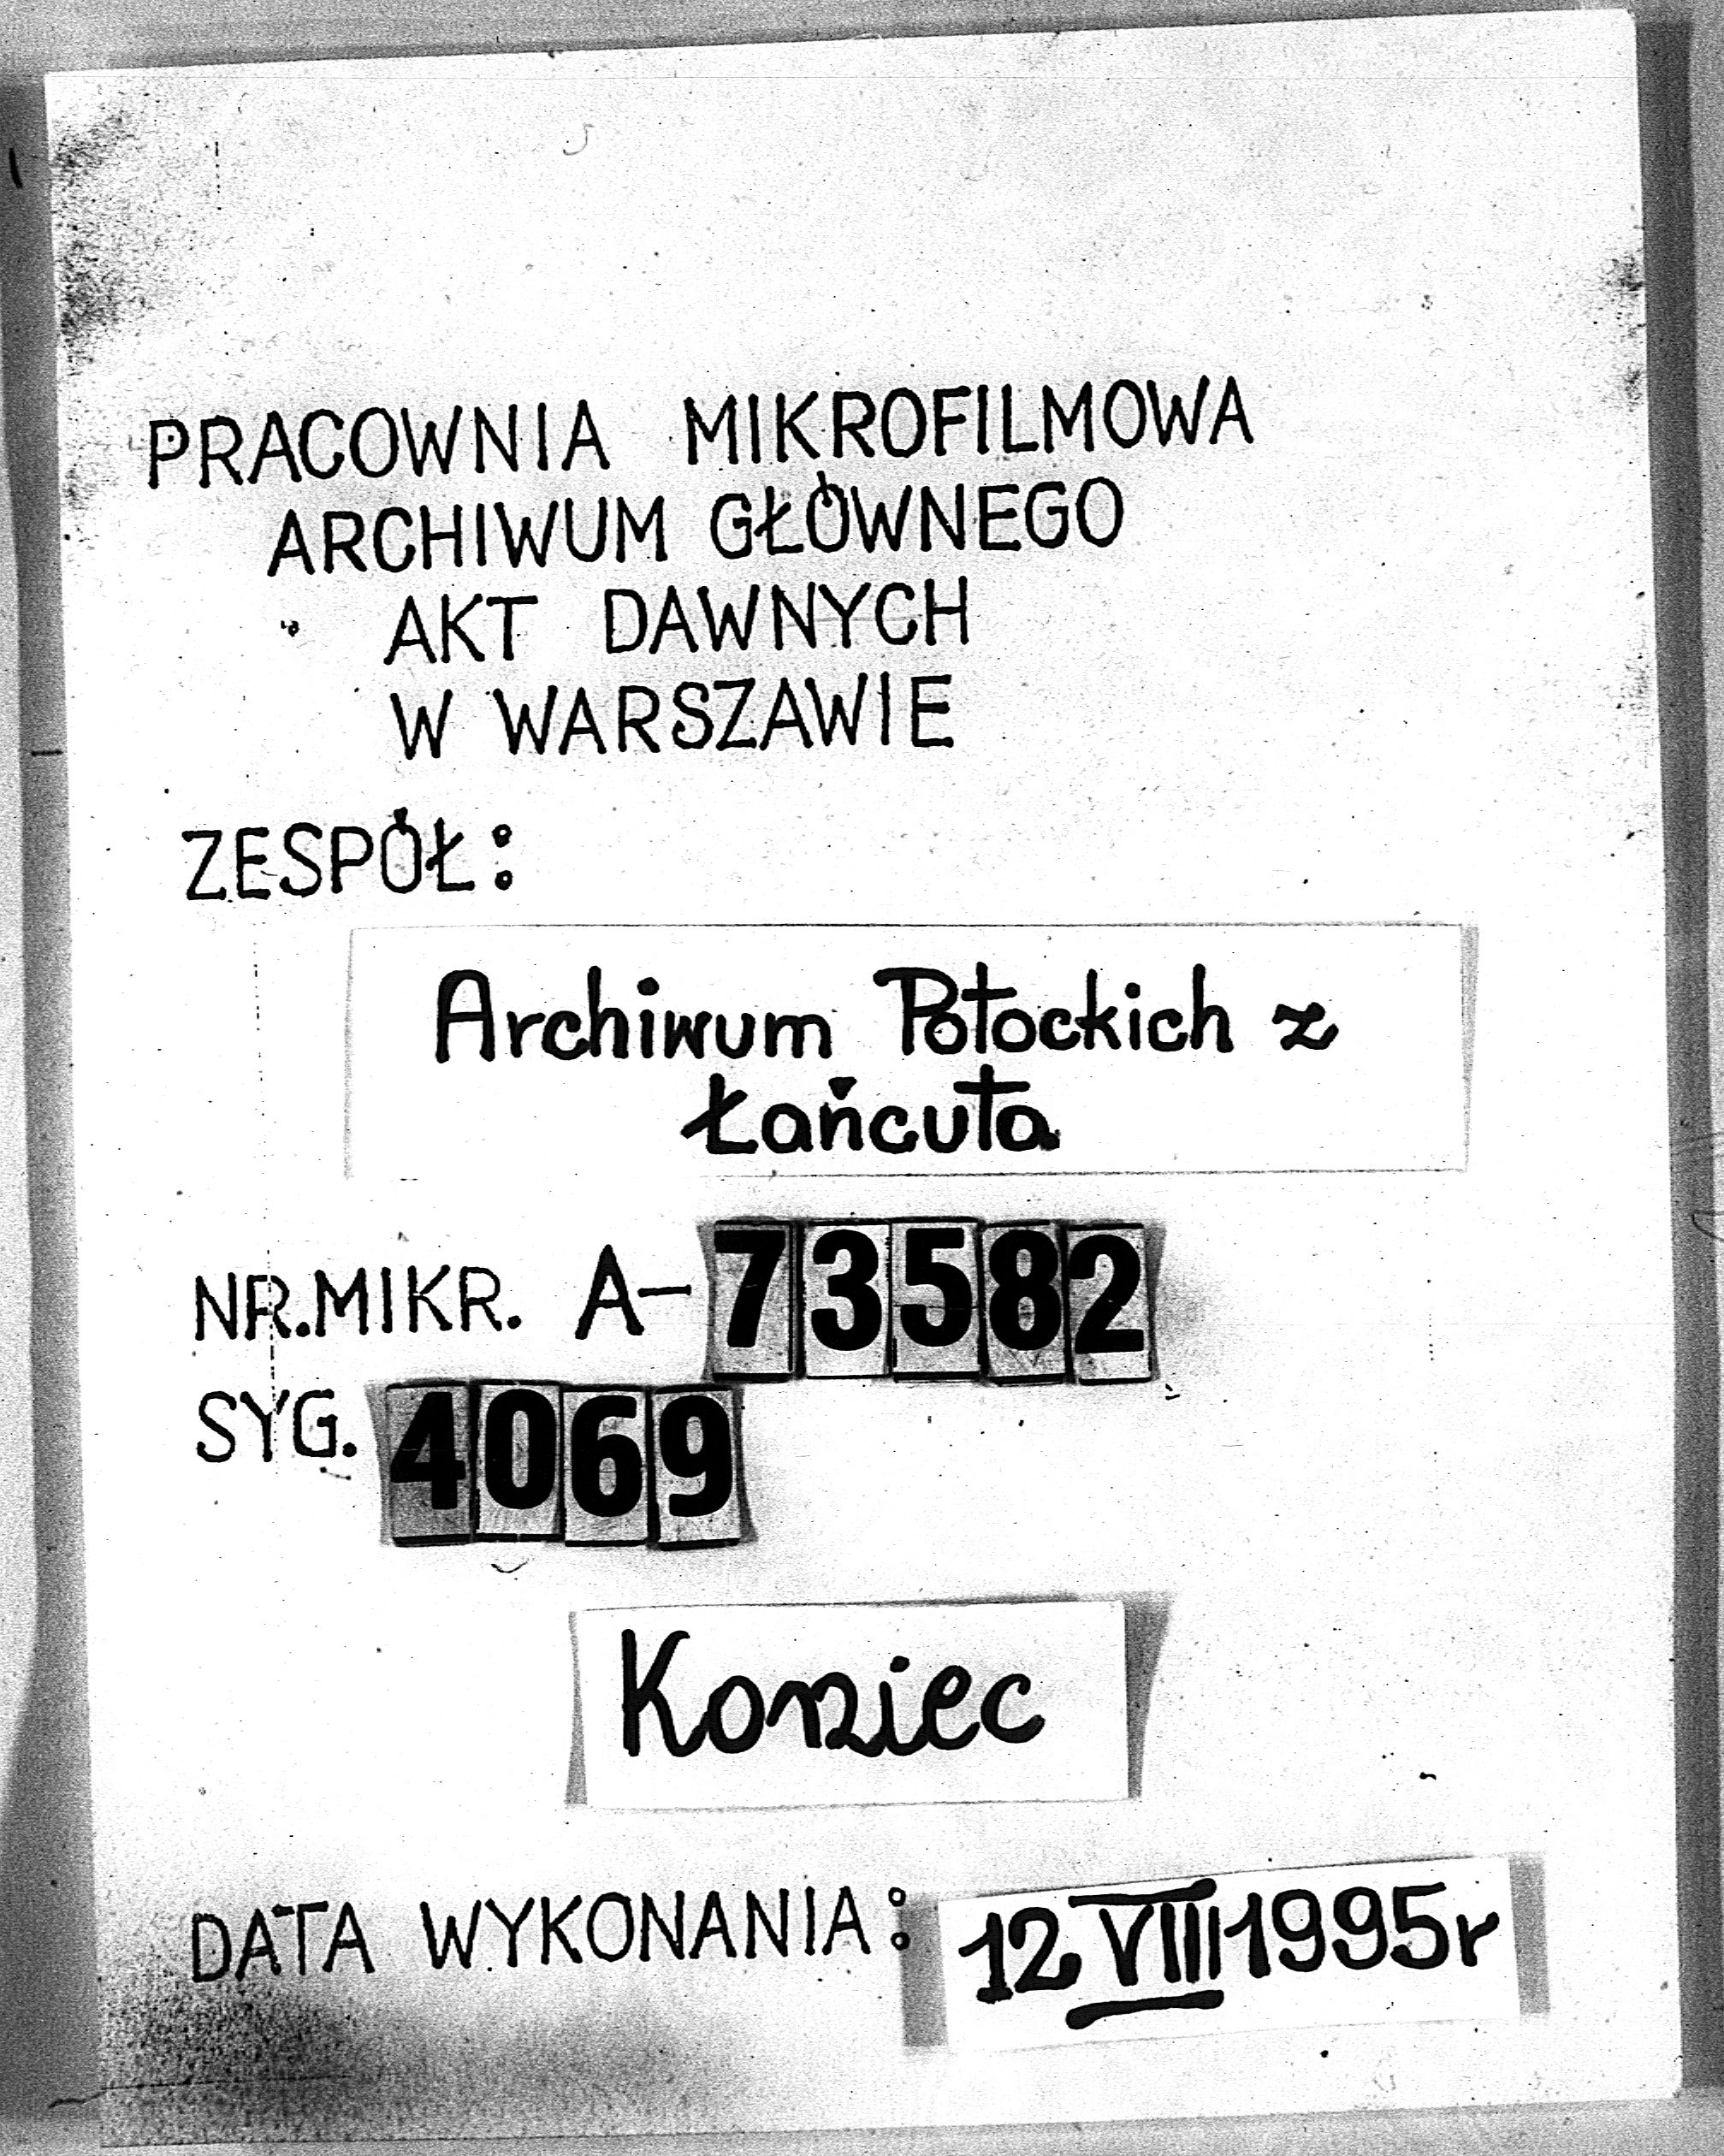 PRACOWNIA MIKROFILMOWA
ARCHIWUM GŁÓWNEGO
AKT DAWNYCH
W WARSZAWIE
ZESPÓŁ:
Archiwum Potockich z
Łańcuta
NR.MIKR. A-73582
SYG. 4069
Koniec
DATA WYKONANIA: 12 VIII 1995r